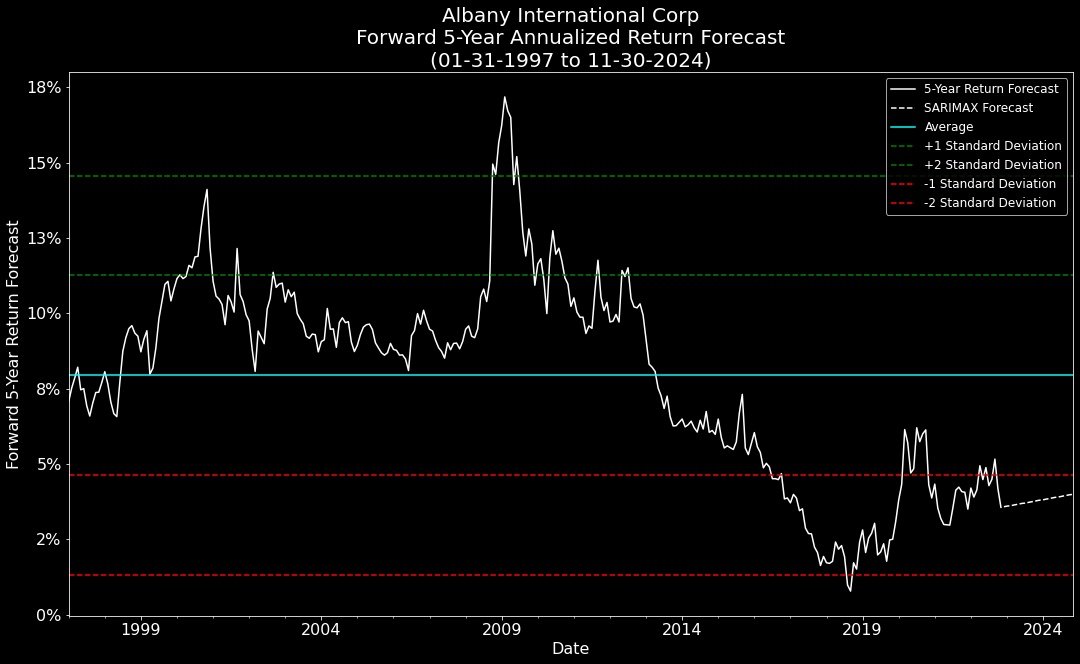 Albany International Corp
Forward 5-Year Annualized Return Forecast
(01-31-1997 to 11-30-2024)
18%
15%
13%
10%
8%
5%
2%
0%
Forward 5-Year Return Forecast
5-Year Return Forecast
SARIMAX Forecast
Average
+1 Standard Deviation
+2 Standard Deviation
-1 Standard Deviation
-2 Standard Deviation
1999 2004 2009 2014 2019 2024
Date